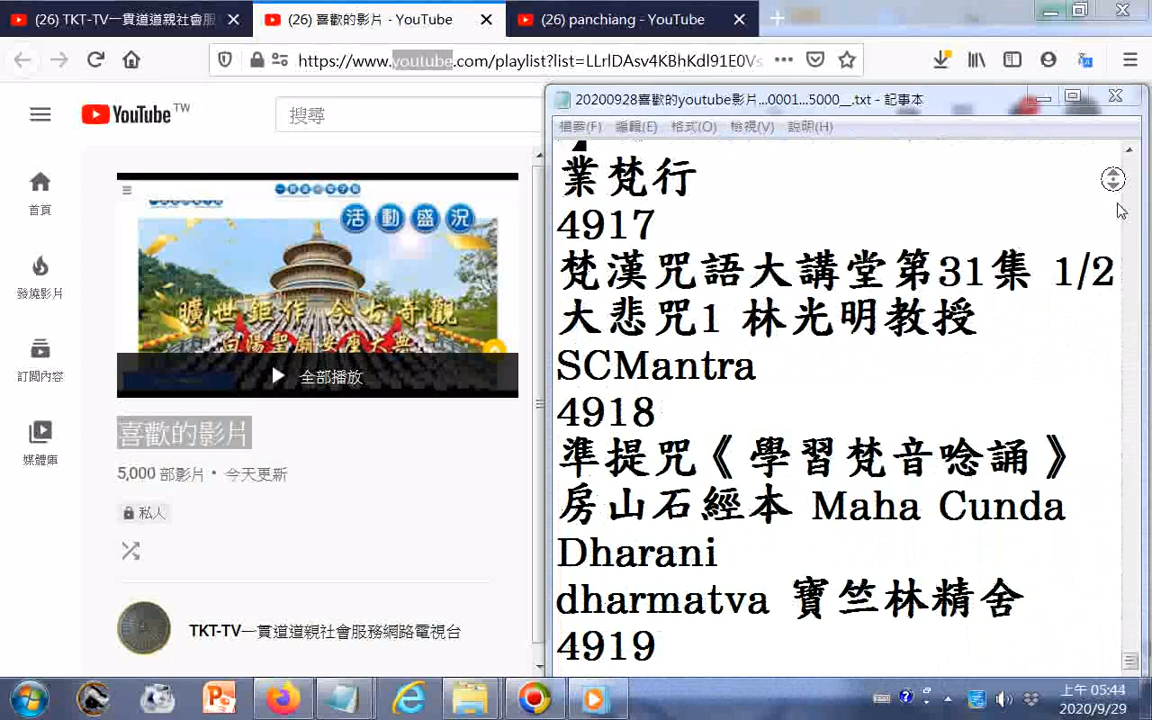 (26) TKT-TV一貫道道親社會服
(26) 喜歡的影片 - YouTube
(26) panchiang - YouTube
https://www.youtube.com/playlist?list=LLrlDAsv4KBhKdl91E0Vs
YouTube TW
搜尋
首頁
發燒影片
訂閱內容
媒體庫
活動盛況
曠世鉅作 今古奇觀
白陽聖廟安座大典
全部播放
喜歡的影片
5,000 部影片・今天更新
私人
TKT-TV一貫道道親社會服務網路電視台
20200928喜歡的youtube影片...0001...5000__.txt - 記事本
檔案(F) 編輯(E) 格式(O) 檢視(V) 說明(H)
業梵行
4917
梵漢咒語大講堂第31集 1/2
大悲咒1 林光明教授
SCMantra
4918
準提咒《學習梵音唸誦》
房山石經本 Maha Cunda
Dharani
dharmatva 寶竺林精舍
4919
上午 05:44
2020/9/29